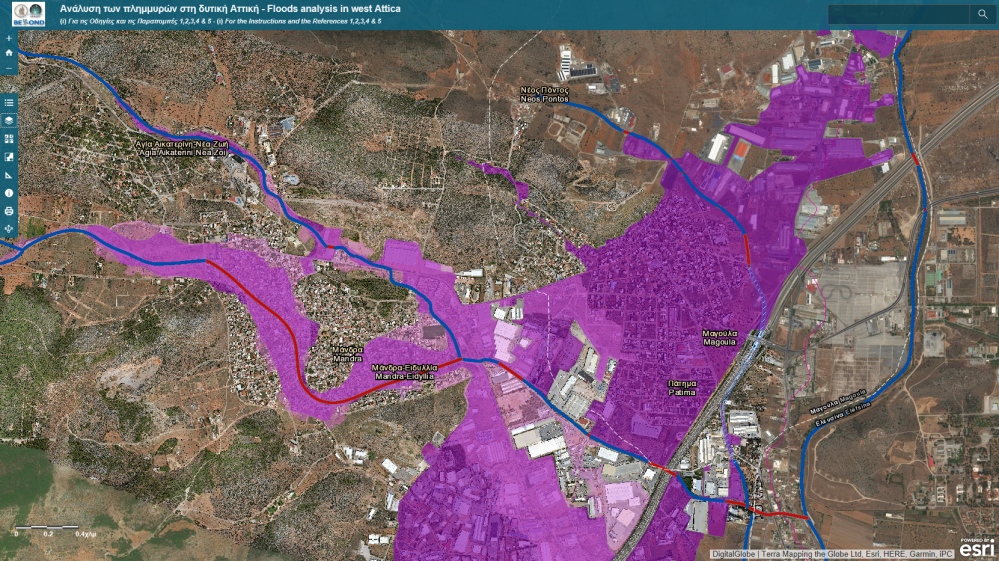 BEYOND
Ανάλυση των πλημμυρών στη δυτική Αττική - Floods analysis in west Attica
(i) Για τις Οδηγίες και τις Παραπομπές 1,2,3,4 & 5 - (i) For the Instructions and the References 1,2,3,4 & 5
Νέος Πόντος
Neos Pontos
Αγία Αικατερίνη-Νέα Ζωή
Agia Aikaterini Nea Zoi
Μαγούλα
Magoula
Μάνδρα
Mandra
Μάνδρα-Ειδυλλία
Mandra-Eidyllia
Πάτημα
Patima
Μαγούλα Magoula
Ελευσίνα Elefsina
0 0.2 0.4χλμ
DigitalGlobe | Terra Mapping the Globe Ltd, Esri, HERE, Garmin, iPC
POWERED BY
esri